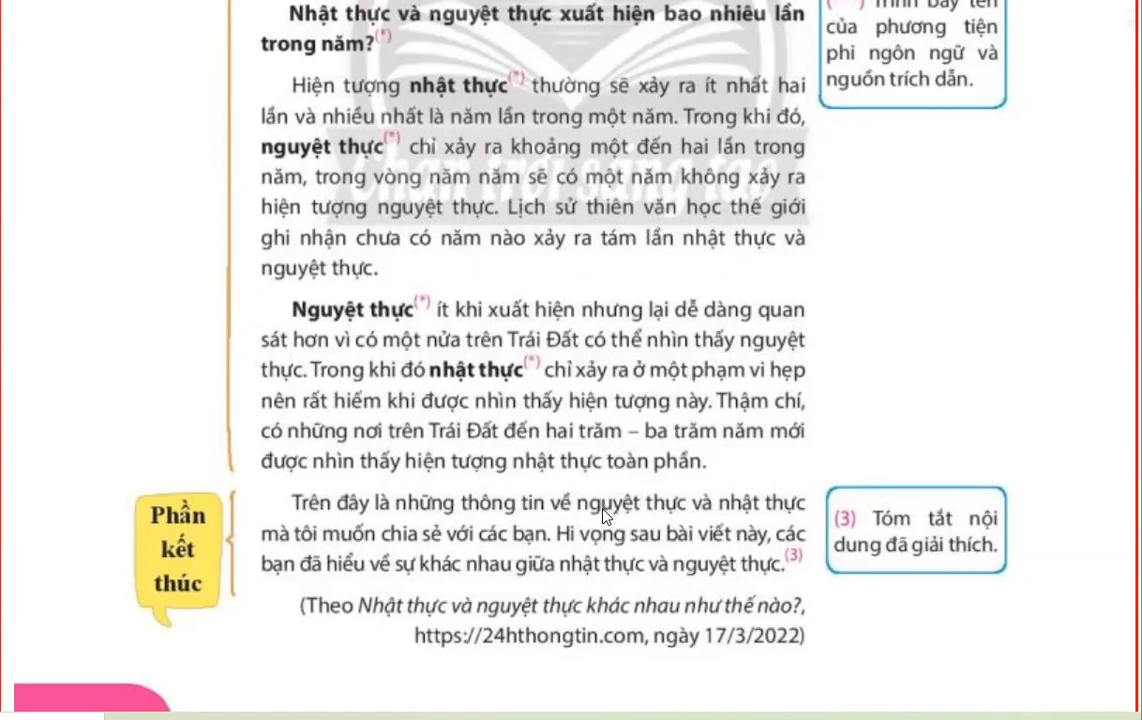 Nhật thực và nguyệt thực xuất hiện bao nhiêu lần
trong năm?(*)
Hiện tượng nhật thực(*) thường sẽ xảy ra ít nhất hai
lần và nhiều nhất là năm lần trong một năm. Trong khi đó,
nguyệt thực(*) chỉ xảy ra khoảng một đến hai lần trong
năm, trong vòng năm năm sẽ có một năm không xảy ra
hiện tượng nguyệt thực. Lịch sử thiên văn học thế giới
ghi nhận chưa có năm nào xảy ra tám lần nhật thực và
nguyệt thực.
Nguyệt thực(*) ít khi xuất hiện nhưng lại dễ dàng quan
sát hơn vì có một nửa trên Trái Đất có thể nhìn thấy nguyệt
thực. Trong khi đó nhật thực(*) chỉ xảy ra ở một phạm vi hẹp
nên rất hiếm khi được nhìn thấy hiện tượng này. Thậm chí,
có những nơi trên Trái Đất đến hai trăm – ba trăm năm mới
được nhìn thấy hiện tượng nhật thực toàn phần.
Trên đây là những thông tin về nguyệt thực và nhật thực
mà tôi muốn chia sẻ với các bạn. Hi vọng sau bài viết này, các
bạn đã hiểu về sự khác nhau giữa nhật thực và nguyệt thực.(3)
(Theo Nhật thực và nguyệt thực khác nhau như thế nào?,
https://24hthongtin.com, ngày 17/3/2022)
trình bày tên
của phương tiện
phi ngôn ngữ và
nguồn trích dẫn.
Phần
kết
thúc
(3) Tóm tắt nội
dung đã giải thích.
Chân trời sáng tạo